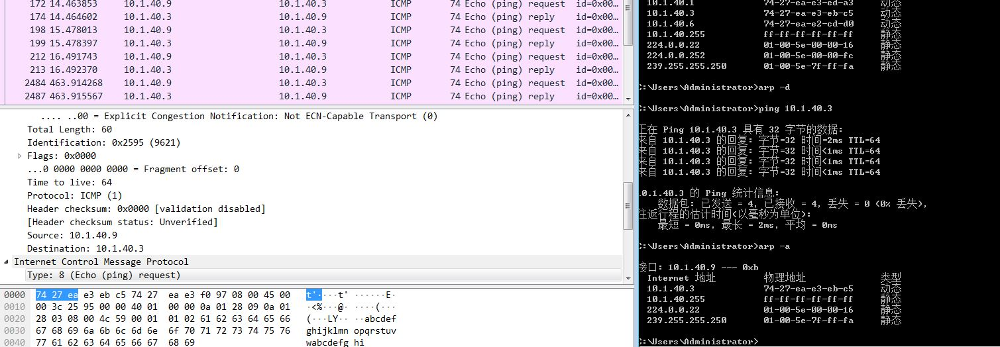 172 14.463853 10.1.40.9 10.1.40.3 ICMP 74 Echo (ping) request id=0x00…
174 14.464602 10.1.40.3 10.1.40.9 ICMP 74 Echo (ping) reply id=0x00…
198 15.478013 10.1.40.9 10.1.40.3 ICMP 74 Echo (ping) request id=0x00…
199 15.478397 10.1.40.3 10.1.40.9 ICMP 74 Echo (ping) reply id=0x00…
212 16.491743 10.1.40.9 10.1.40.3 ICMP 74 Echo (ping) request id=0x00…
213 16.492370 10.1.40.3 10.1.40.9 ICMP 74 Echo (ping) reply id=0x00…
2484 463.914268 10.1.40.9 10.1.40.3 ICMP 74 Echo (ping) request id=0x00…
2487 463.915567 10.1.40.3 10.1.40.9 ICMP 74 Echo (ping) reply id=0x00…
.... ..00 = Explicit Congestion Notification: Not ECN-Capable Transport (0)
Total Length: 60
Identification: 0x2595 (9621)
Flags: 0x0000
...0 0000 0000 0000 = Fragment offset: 0
Time to live: 64
Protocol: ICMP (1)
Header checksum: 0x0000 [validation disabled]
[Header checksum status: Unverified]
Source: 10.1.40.9
Destination: 10.1.40.3
Internet Control Message Protocol
Type: 8 (Echo (ping) request)
0000 74 27 ea e3 eb c5 74 27 ea e3 f0 97 08 00 45 00 t'····t' ······E·
0010 00 3c 25 95 00 00 40 01 00 00 0a 01 28 09 0a 01 ·<%···@· ····(···
0020 28 03 08 00 4c 59 00 01 01 02 61 62 63 64 65 66 (···LY·· ··abcdef
0030 67 68 69 6a 6b 6c 6d 6e 6f 70 71 72 73 74 75 76 ghijklmn opqrstuv
0040 77 61 62 63 64 65 66 67 68 69 wabcdefg hi
10.1.40.1 74-27-ea-e3-ed-a3 动态
10.1.40.3 74-27-ea-e3-eb-c5 动态
10.1.40.6 74-27-ea-e2-cd-d0 动态
10.1.40.255 ff-ff-ff-ff-ff-ff 静态
224.0.0.22 01-00-5e-00-00-16 静态
224.0.0.252 01-00-5e-00-00-fc 静态
239.255.255.250 01-00-5e-7f-ff-fa 静态
C:\Users\Administrator>arp -d
C:\Users\Administrator>ping 10.1.40.3
正在 Ping 10.1.40.3 具有 32 字节的数据:
来自 10.1.40.3 的回复: 字节=32 时间=2ms TTL=64
来自 10.1.40.3 的回复: 字节=32 时间<1ms TTL=64
来自 10.1.40.3 的回复: 字节=32 时间<1ms TTL=64
来自 10.1.40.3 的回复: 字节=32 时间<1ms TTL=64
10.1.40.3 的 Ping 统计信息:
数据包: 已发送 = 4, 已接收 = 4, 丢失 = 0 (0% 丢失),
往返行程的估计时间(以毫秒为单位):
最短 = 0ms, 最长 = 2ms, 平均 = 0ms
C:\Users\Administrator>arp -a
接口: 10.1.40.9 --- 0xb
Internet 地址 物理地址 类型
10.1.40.3 74-27-ea-e3-eb-c5 动态
10.1.40.255 ff-ff-ff-ff-ff-ff 静态
224.0.0.22 01-00-5e-00-00-16 静态
239.255.255.250 01-00-5e-7f-ff-fa 静态
C:\Users\Administrator>